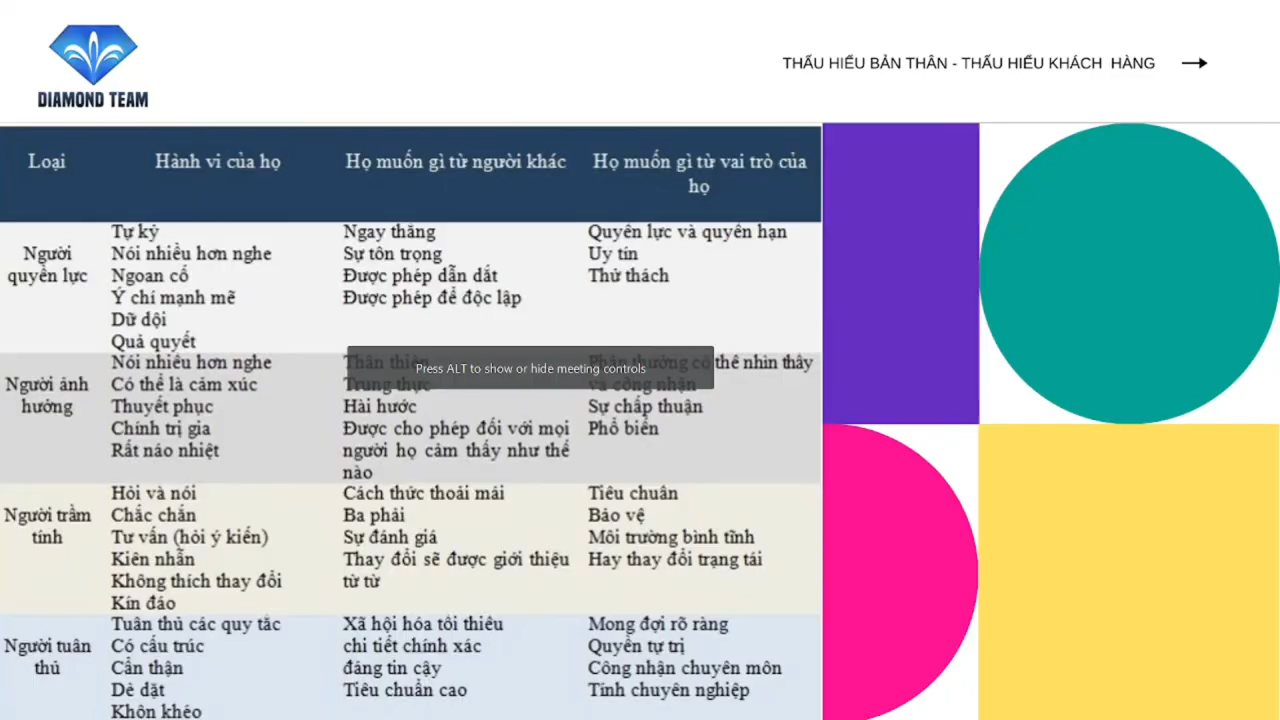 DIAMOND TEAM
THẤU HIỂU BẢN THÂN - THẤU HIỂU KHÁCH HÀNG
Loại
Hành vi của họ
Họ muốn gì từ người khác
Họ muốn gì từ vai trò của
họ
Người
quyền lực
Tự kỷ
Nói nhiều hơn nghe
Ngoan cố
Ý chí mạnh mẽ
Dữ dội
Quả quyết
Ngay thẳng
Sự tôn trọng
Được phép dẫn dắt
Được phép để độc lập
Quyền lực và quyền hạn
Uy tín
Thử thách
Người ảnh
hưởng
Nói nhiều hơn nghe
Có thể là cảm xúc
Thuyết phục
Chính trị gia
Rất náo nhiệt
Thân thiện
Trung thực
Hài hước
Được cho phép đối với mọi
người họ cảm thấy như thế
nào
Phần thưởng có thể nhìn thấy
và công nhận
Sự chấp thuận
Phổ biến
Press ALT to show or hide meeting controls
Người trầm
tính
Hỏi và nói
Chắc chắn
Tư vấn (hỏi ý kiến)
Kiên nhẫn
Không thích thay đổi
Kín đáo
Cách thức thoải mái
Ba phải
Sự đánh giá
Thay đổi sẽ được giới thiệu
từ từ
Tiêu chuẩn
Bảo vệ
Môi trường bình tĩnh
Hay thay đổi trạng tái
Người tuân
thủ
Tuân thủ các quy tắc
Có cấu trúc
Cẩn thận
Dè dặt
Khôn khéo
Xã hội hóa tối thiểu
chi tiết chính xác
đáng tin cậy
Tiêu chuẩn cao
Mong đợi rõ ràng
Quyền tự trị
Công nhận chuyên môn
Tính chuyên nghiệp